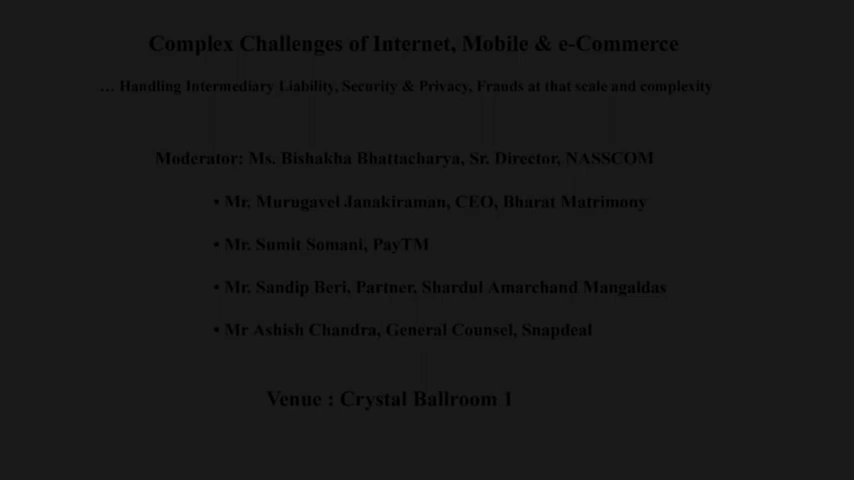 Complex Challenges of Internet, Mobile & e-Commerce
… Handling Intermediary Liability, Security & Privacy, Frauds at that scale and complexity
Moderator: Ms. Bishakha Bhattacharya, Sr. Director, NASSCOM
• Mr. Murugavel Janakiraman, CEO, Bharat Matrimony
• Mr. Sumit Somani, PayTM
• Mr. Sandip Beri, Partner, Shardul Amarchand Mangaldas
• Mr Ashish Chandra, General Counsel, Snapdeal
Venue : Crystal Ballroom 1